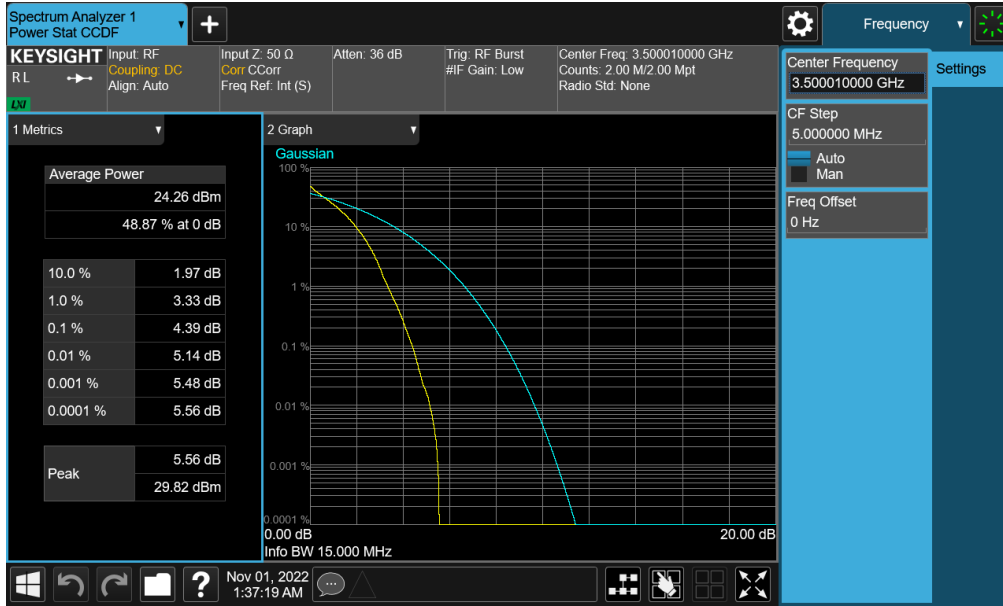 Spectrum Analyzer 1
Power Stat CCDF
Frequency
KEYSIGHT
RL
LXI
Input: RF
Coupling: DC
Align: Auto
Input Z: 50 Ω
Corr CCorr
Freq Ref: Int (S)
Atten: 36 dB
Trig: RF Burst
#IF Gain: Low
Center Freq: 3.500010000 GHz
Counts: 2.00 M/2.00 Mpt
Radio Std: None
Center Frequency
3.500010000 GHz
Settings
CF Step
5.000000 MHz
Auto
Man
Freq Offset
0 Hz
1 Metrics
Average Power
24.26 dBm
48.87 % at 0 dB
10.0 % 1.97 dB
1.0 % 3.33 dB
0.1 % 4.39 dB
0.01 % 5.14 dB
0.001 % 5.48 dB
0.0001 % 5.56 dB
Peak
5.56 dB
29.82 dBm
2 Graph
Gaussian
100 %
10 %
1 %
0.1 %
0.01 %
0.001 %
0.0001 %
0.00 dB 20.00 dB
Info BW 15.000 MHz
?
Nov 01, 2022
1:37:19 AM